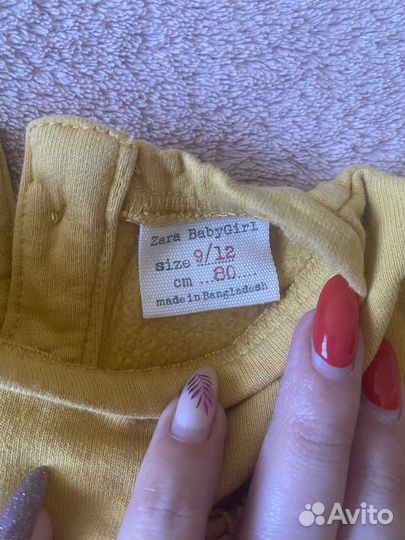 Zara BabyGirl
size 9/12
cm 80
made in Bangladesh
Avito